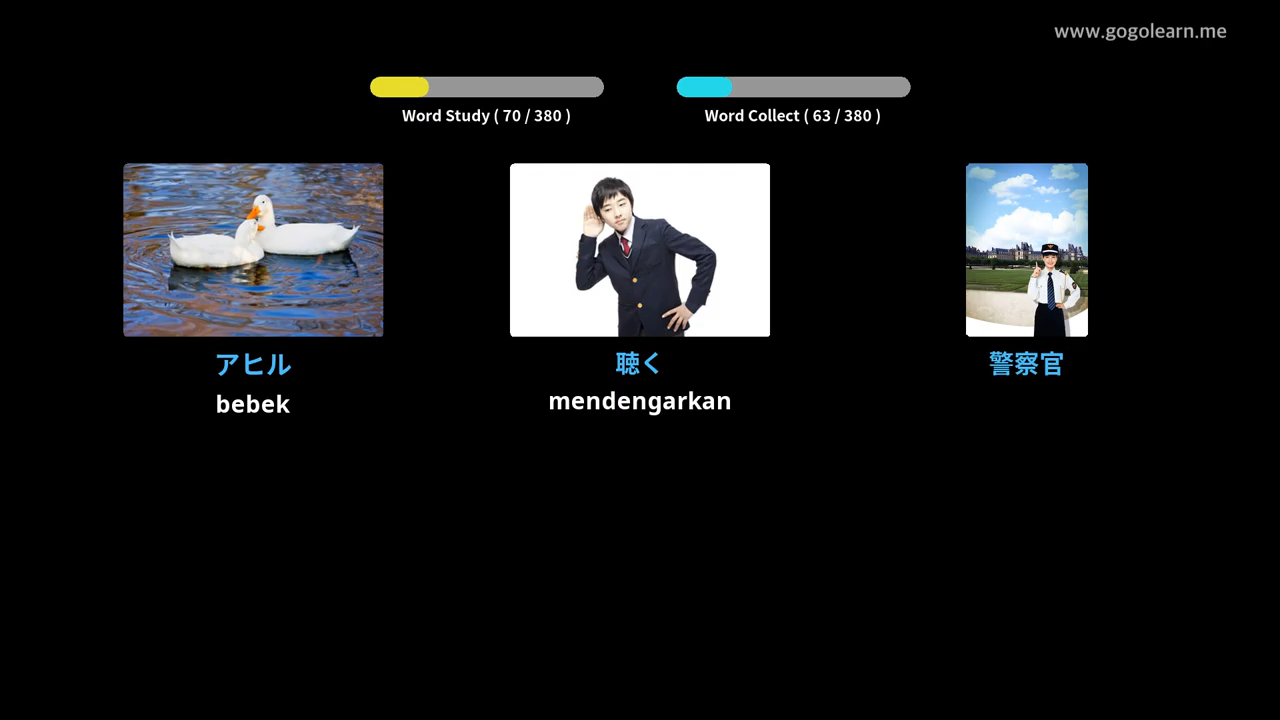 www.gogolearn.me
Word Study ( 70 / 380 )
Word Collect ( 63 / 380 )
アヒル
bebek
聴く
mendengarkan
警察官